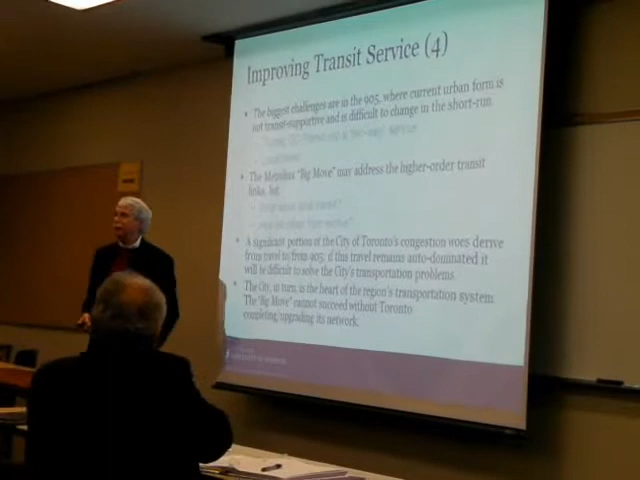 Improving Transit Service (4)
• The biggest challenges are in the 905, where current urban form is
not transit-supportive and is difficult to change in the short-run.
• The Metrolinx "Big Move" may address the higher-order transit
links, but
• A significant portion of the City of Toronto's congestion woes derive
from travel to/from 905; if this travel remains auto-dominated it
will be difficult to solve the City's transportation problems.
• The City, in turn, is the heart of the region's transportation system.
The "Big Move" cannot succeed without Toronto
completing/upgrading its network.